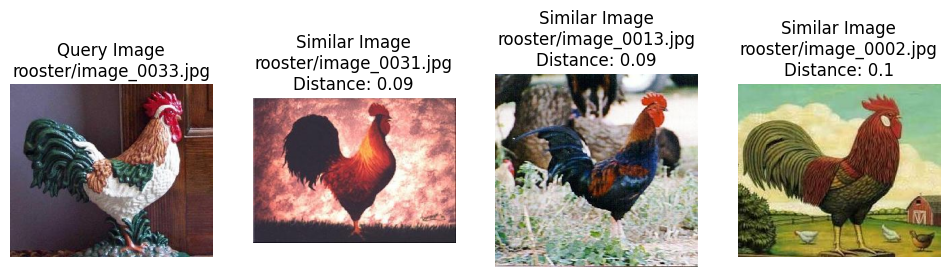 Query Image
rooster/image_0033.jpg
Similar Image
rooster/image_0031.jpg
Distance: 0.09
Similar Image
rooster/image_0013.jpg
Distance: 0.09
Similar Image
rooster/image_0002.jpg
Distance: 0.1